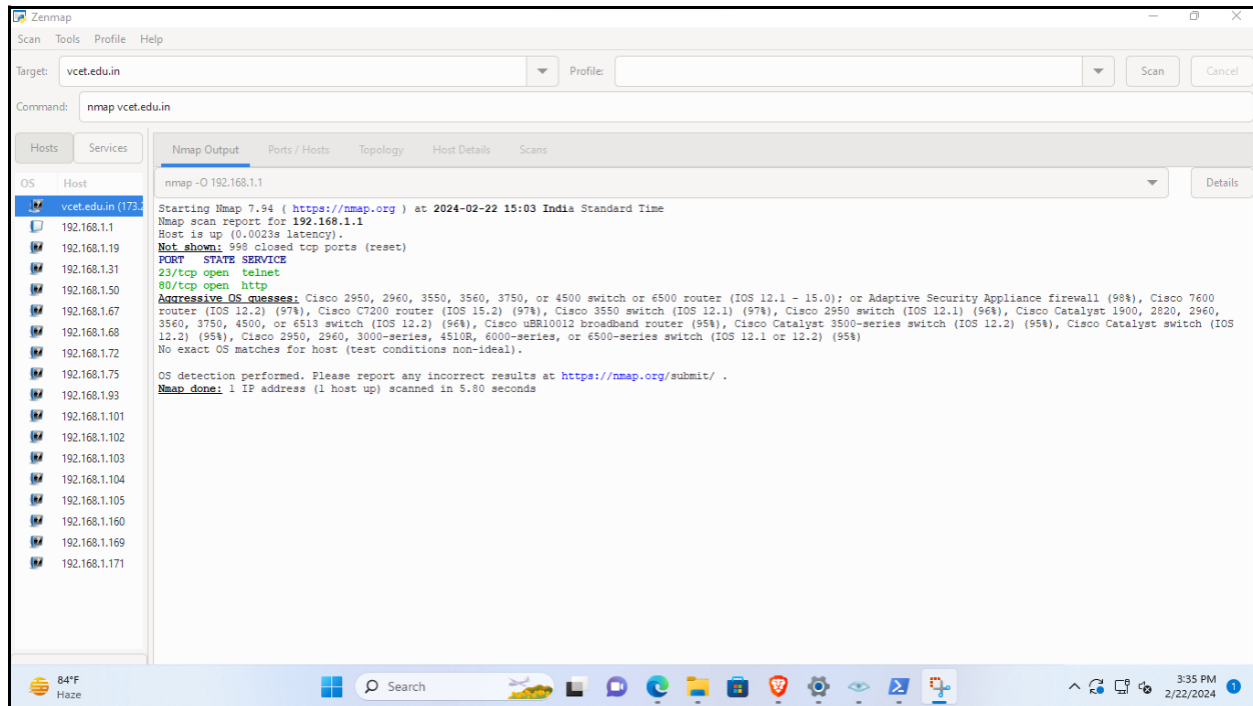 Zenmap
Scan Tools Profile Help
Target: vcet.edu.in Profile: Scan Cancel
Command: nmap vcet.edu.in
Hosts Services Nmap Output Ports / Hosts Topology Host Details Scans
OS Host nmap -O 192.168.1.1 Details
vcet.edu.in (173.
192.168.1.1
192.168.1.19
192.168.1.31
192.168.1.50
192.168.1.67
192.168.1.68
192.168.1.72
192.168.1.75
192.168.1.93
192.168.1.101
192.168.1.102
192.168.1.103
192.168.1.104
192.168.1.105
192.168.1.160
192.168.1.169
192.168.1.171
Starting Nmap 7.94 ( https://nmap.org ) at 2024-02-22 15:03 India Standard Time
Nmap scan report for 192.168.1.1
Host is up (0.0023s latency).
Not shown: 998 closed tcp ports (reset)
PORT STATE SERVICE
23/tcp open telnet
80/tcp open http
Aggressive OS guesses: Cisco 2950, 2960, 3550, 3560, 3750, or 4500 switch or 6500 router (IOS 12.1 - 15.0); or Adaptive Security Appliance firewall (98%), Cisco 7600
router (IOS 12.2) (97%), Cisco C7200 router (IOS 15.2) (97%), Cisco 3550 switch (IOS 12.1) (97%), Cisco 2950 switch (IOS 12.1) (96%), Cisco Catalyst 1900, 2820, 2960,
3560, 3750, 4500, or 6513 switch (IOS 12.2) (96%), Cisco uBR10012 broadband router (95%), Cisco Catalyst 3500-series switch (IOS 12.2) (95%), Cisco Catalyst switch (IOS
12.2) (95%), Cisco 2950, 2960, 3000-series, 4510R, 6000-series, or 6500-series switch (IOS 12.1 or 12.2) (95%)
No exact OS matches for host (test conditions non-ideal).
OS detection performed. Please report any incorrect results at https://nmap.org/submit/ .
Nmap done: 1 IP address (1 host up) scanned in 5.80 seconds
84°F
Haze
Search
3:35 PM
2/22/2024
1